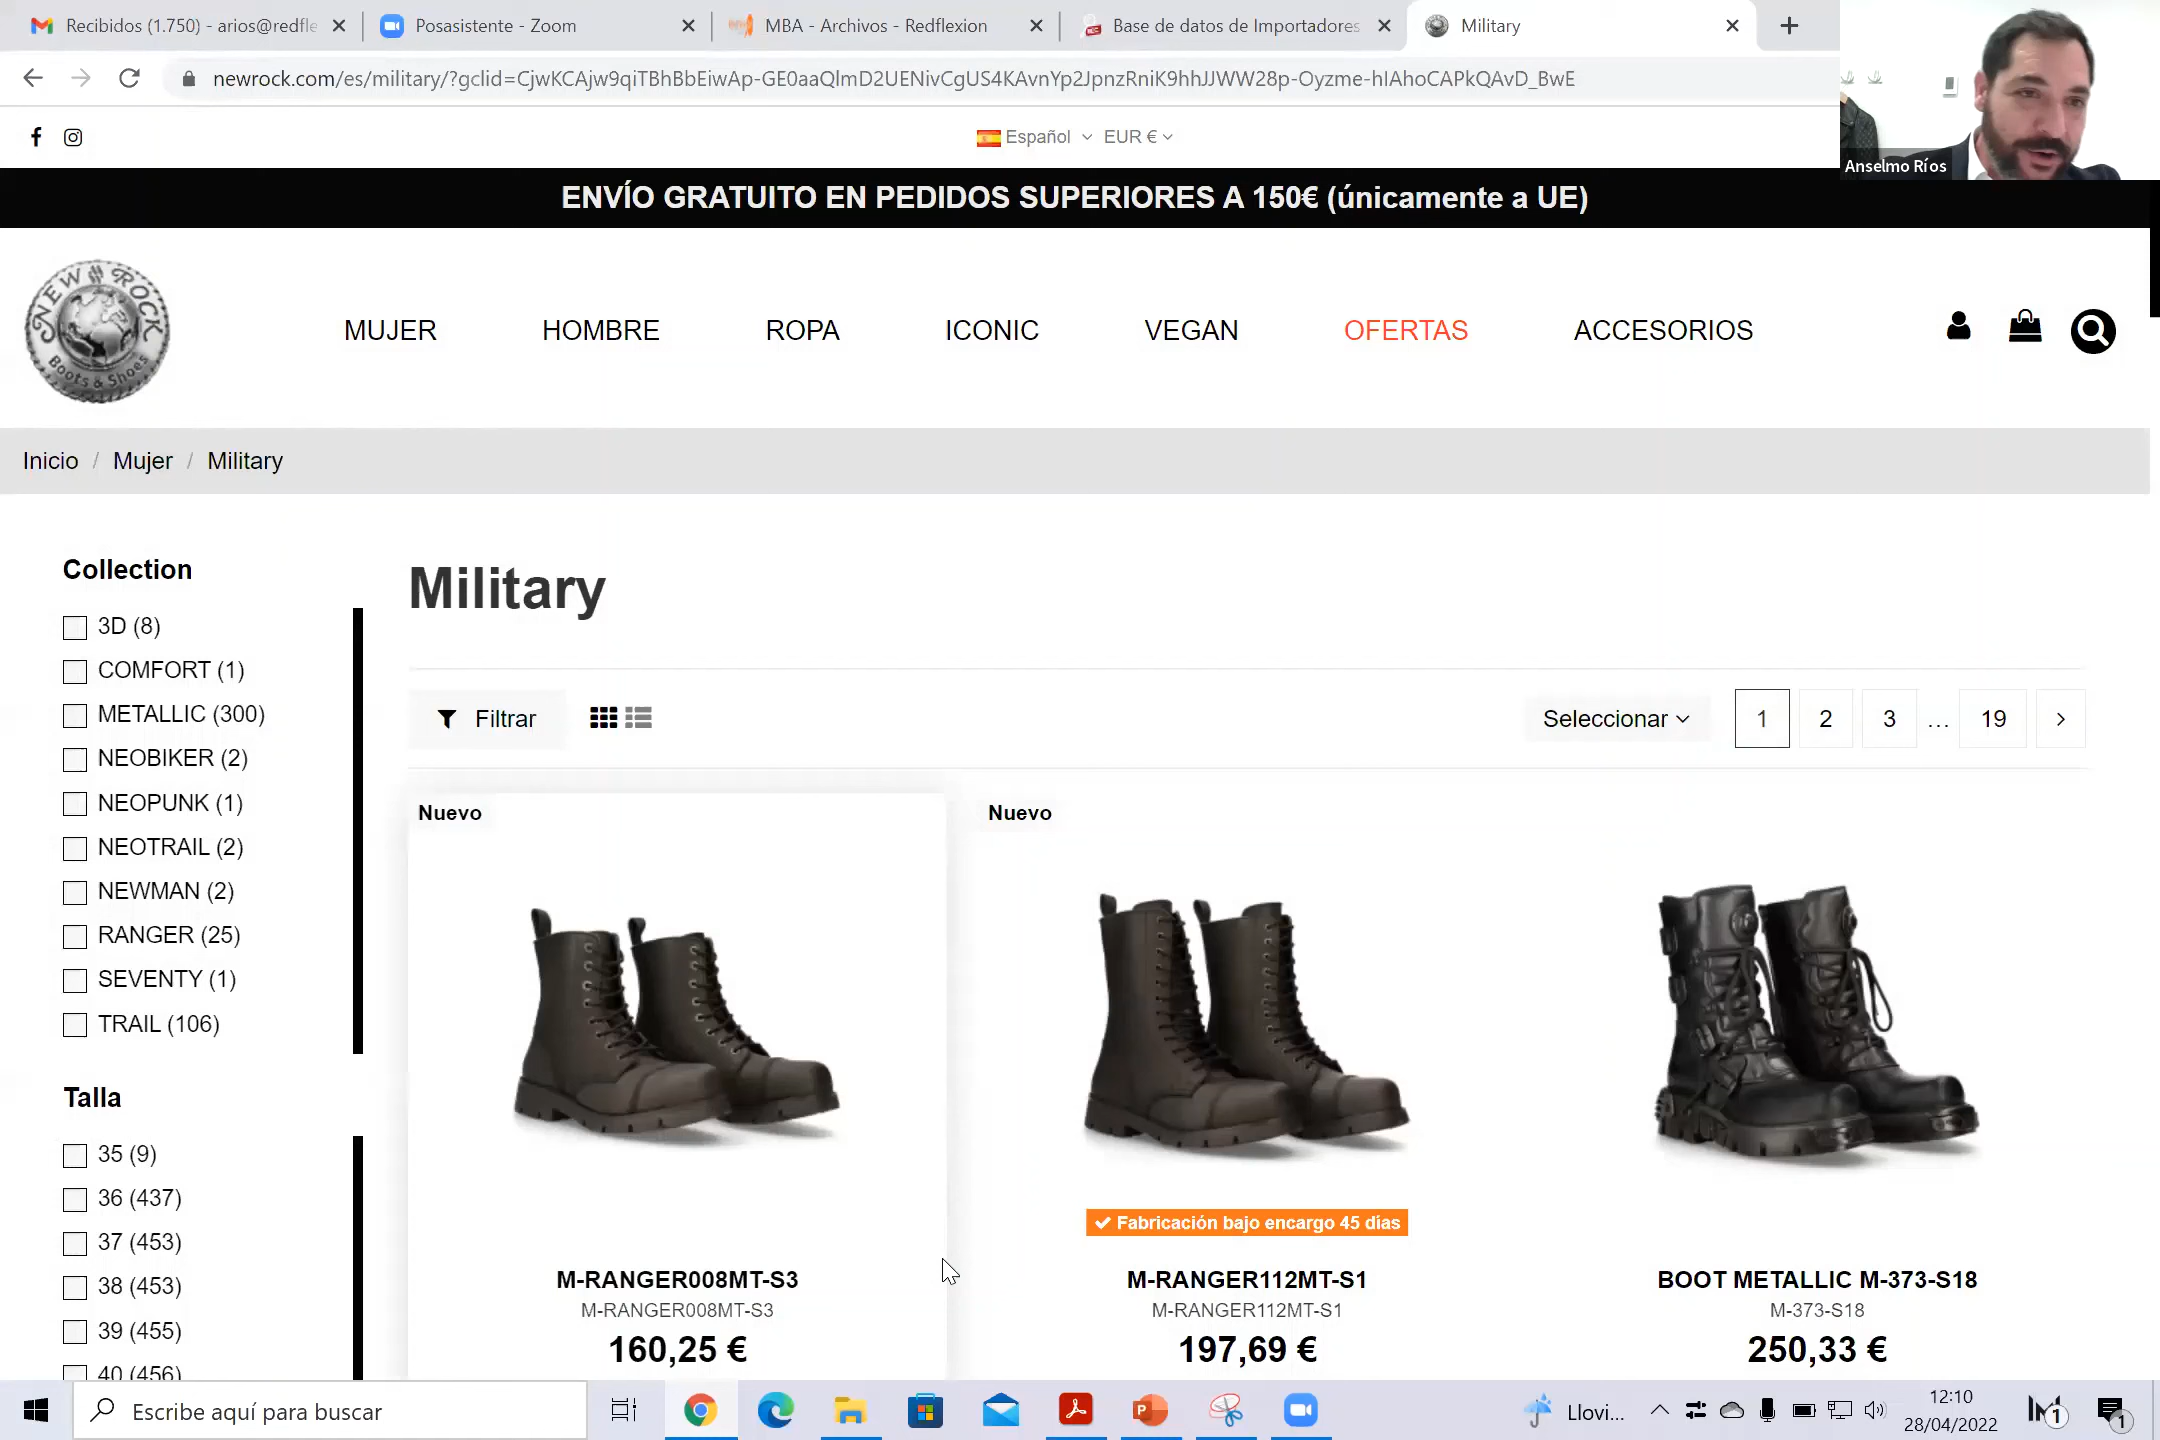 Recibidos (1.750) - arios@redfle
Posasistente - Zoom
MBA - Archivos - Redflexion
Base de datos de Importadores
Military
newrock.com/es/military/?gclid=CjwKCAjw9qiTBhBbEiwAp-GE0aaQlmD2UENivCgUS4KAvnYp2JpnzRniK9hhJJWW28p-Oyzme-hIAhoCAPkQAvD_BwE
Anselmo Ríos
Español EUR €
ENVÍO GRATUITO EN PEDIDOS SUPERIORES A 150€ (únicamente a UE)
NEW ROCK
Boots & Shoes
MUJER HOMBRE ROPA ICONIC VEGAN OFERTAS ACCESORIOS
Inicio / Mujer / Military
Collection
3D (8)
COMFORT (1)
METALLIC (300)
NEOBIKER (2)
NEOPUNK (1)
NEOTRAIL (2)
NEWMAN (2)
RANGER (25)
SEVENTY (1)
TRAIL (106)
Talla
35 (9)
36 (437)
37 (453)
38 (453)
39 (455)
40 (456)
Military
Filtrar
Seleccionar 1 2 3 ... 19
Nuevo
M-RANGER008MT-S3
M-RANGER008MT-S3
160,25 €
Nuevo
Fabricación bajo encargo 45 días
M-RANGER112MT-S1
M-RANGER112MT-S1
197,69 €
BOOT METALLIC M-373-S18
M-373-S18
250,33 €
Escribe aquí para buscar
Llovi...
12:10
28/04/2022
1
1